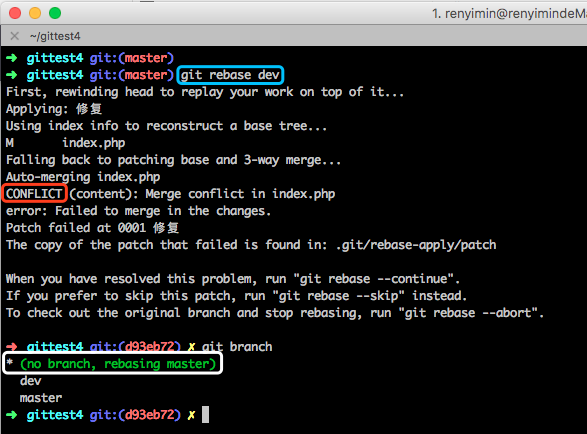 1. renyimin@renyimindeMa
× ~/gittest4
➜ gittest4 git:(master)
➜ gittest4 git:(master) git rebase dev
First, rewinding head to replay your work on top of it...
Applying: 修复
Using index info to reconstruct a base tree...
M index.php
Falling back to patching base and 3-way merge...
Auto-merging index.php
CONFLICT (content): Merge conflict in index.php
error: Failed to merge in the changes.
Patch failed at 0001 修复
The copy of the patch that failed is found in: .git/rebase-apply/patch
When you have resolved this problem, run "git rebase --continue".
If you prefer to skip this patch, run "git rebase --skip" instead.
To check out the original branch and stop rebasing, run "git rebase --abort".
➜ gittest4 git:(d93eb72) ✗ git branch
* (no branch, rebasing master)
dev
master
➜ gittest4 git:(d93eb72) ✗